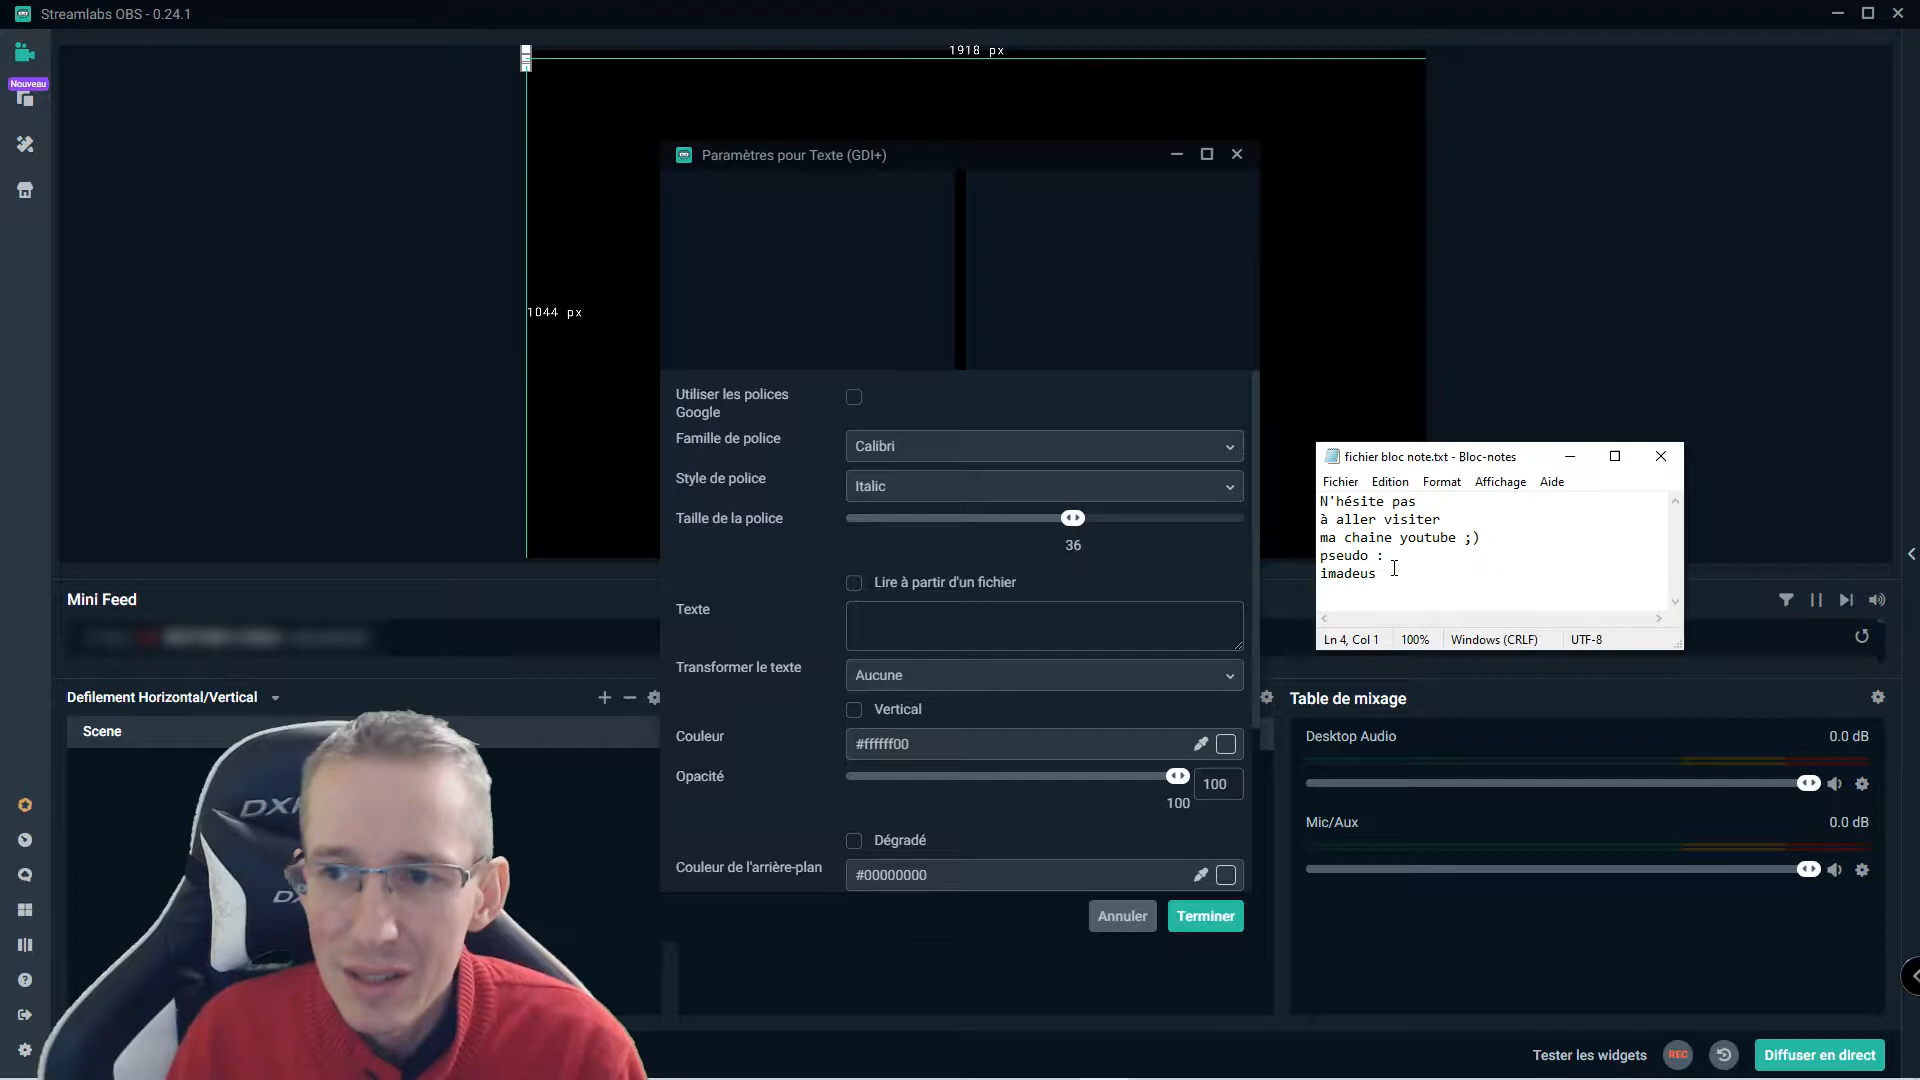 Streamlabs OBS - 0.24.1
1918 px
Nouveau
Paramètres pour Texte (GDI+)
1044 px
Utiliser les polices
Google
Famille de police
Calibri
Style de police
Italic
Taille de la police
36
Lire à partir d'un fichier
Texte
Transformer le texte
Aucune
Vertical
Couleur
#ffffff00
Opacité
100
100
Dégradé
Couleur de l'arrière-plan
#00000000
Annuler
Terminer
fichier bloc note.txt - Bloc-notes
Fichier Edition Format Affichage Aide
N'hésite pas
à aller visiter
ma chaine youtube ;)
pseudo :
imadeus
Ln 4, Col 1 100% Windows (CRLF) UTF-8
Mini Feed
Defilement Horizontal/Vertical
Scene
Table de mixage
Desktop Audio 0.0 dB
Mic/Aux 0.0 dB
Tester les widgets
REC
Diffuser en direct